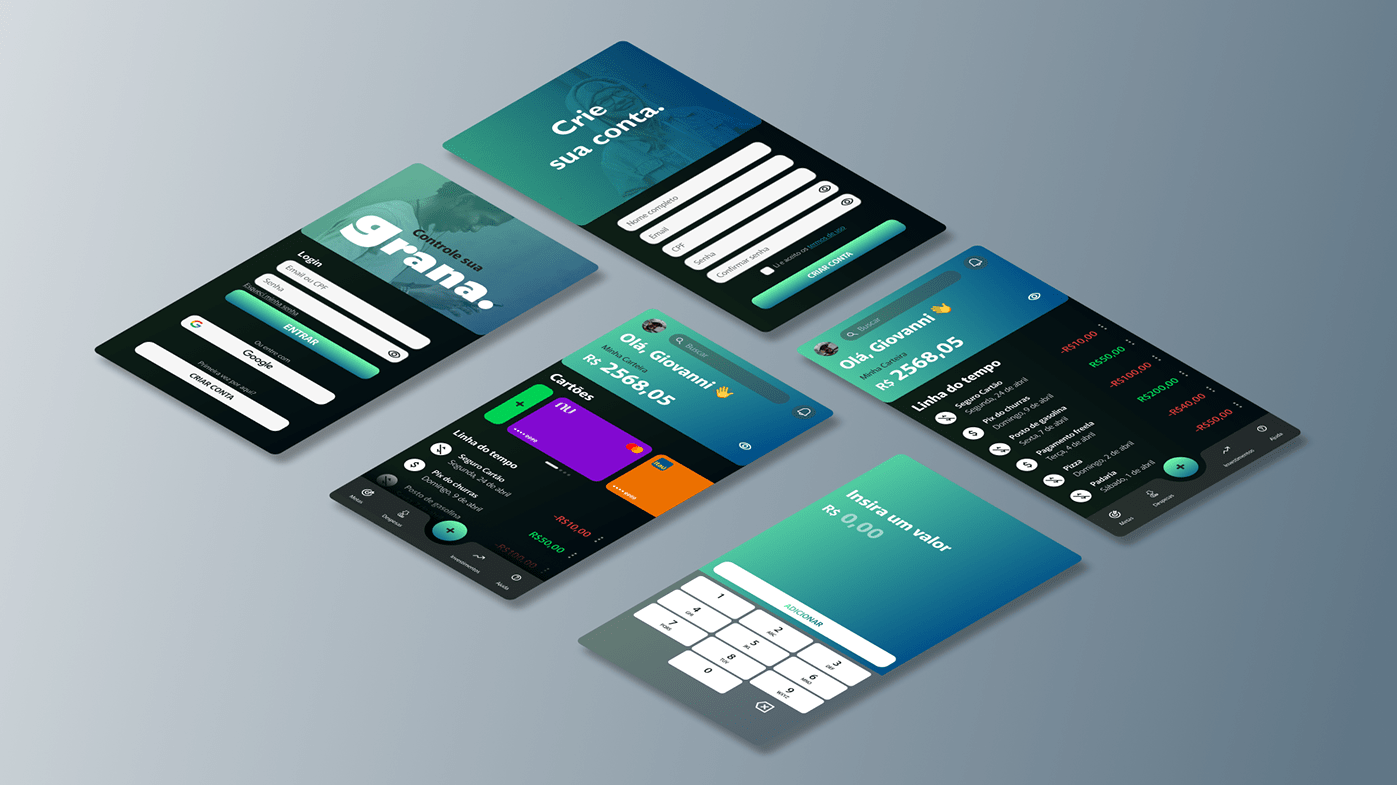 Controle sua
grana.
Login
Email ou CPF
Senha
Esqueci minha senha
ENTRAR
Ou entre com
Google
Primeira vez por aqui?
CRIAR CONTA
Crie
sua conta.
Nome completo
Email
CPF
Senha
Confirmar senha
Li e aceito os termos de uso
CRIAR CONTA
Buscar
Olá, Giovanni 👋
Minha Carteira
R$ 2568,05
Cartões
+
nu
•••• 0000
Itaú
•••• 0000
Linha do tempo
Seguro Cartão
Segunda, 24 de abril
-R$10,00
Pix do churras
Domingo, 9 de abril
R$50,00
Posto de gasolina
-R$100,00
Metas
Despesas
+
Investimentos
Ajuda
Buscar
Olá, Giovanni 👋
Minha Carteira
R$ 2568,05
Linha do tempo
Seguro Cartão
Segunda, 24 de abril
-R$10,00
Pix do churras
Domingo, 9 de abril
R$50,00
Posto de gasolina
Sexta, 7 de abril
-R$100,00
Pagamento freela
Terça, 4 de abril
R$200,00
Pizza
Domingo, 2 de abril
-R$40,00
Padaria
Sábado, 1 de abril
-R$50,00
Metas
Despesas
+
Investimentos
Ajuda
Insira um valor
R$ 0,00
ADICIONAR
1
2
ABC
3
DEF
4
GHI
5
JKL
6
MNO
7
PQRS
8
TUV
9
WXYZ
0